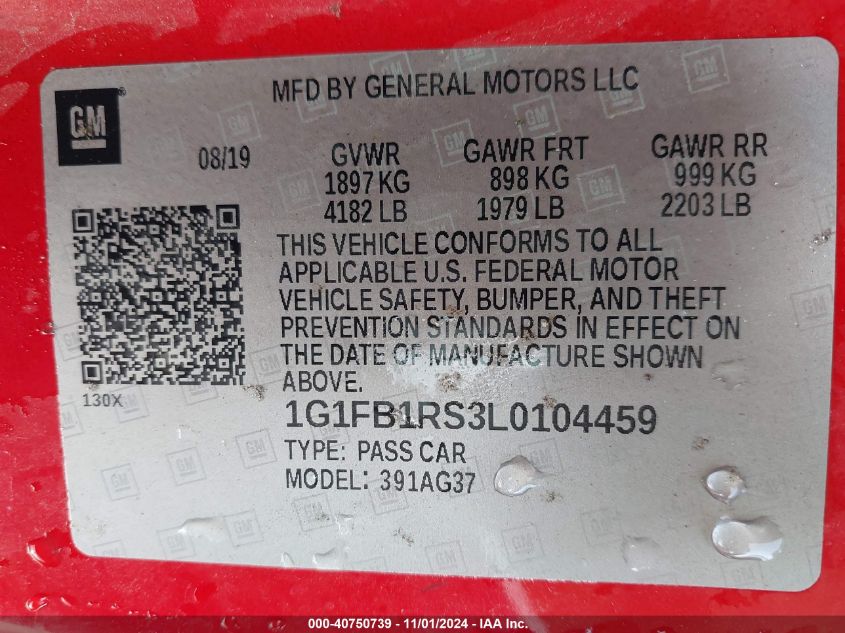 MFD BY GENERAL MOTORS LLC
GM
08/19 GVWR GAWR FRT GAWR RR
1897 KG 898 KG 999 KG
4182 LB 1979 LB 2203 LB
THIS VEHICLE CONFORMS TO ALL
APPLICABLE U.S. FEDERAL MOTOR
VEHICLE SAFETY, BUMPER, AND THEFT
PREVENTION STANDARDS IN EFFECT ON
THE DATE OF MANUFACTURE SHOWN
ABOVE.
130X
1G1FB1RS3L0104459
TYPE: PASS CAR
MODEL: 391AG37
000-40750739 - 11/01/2024 - IAA Inc.